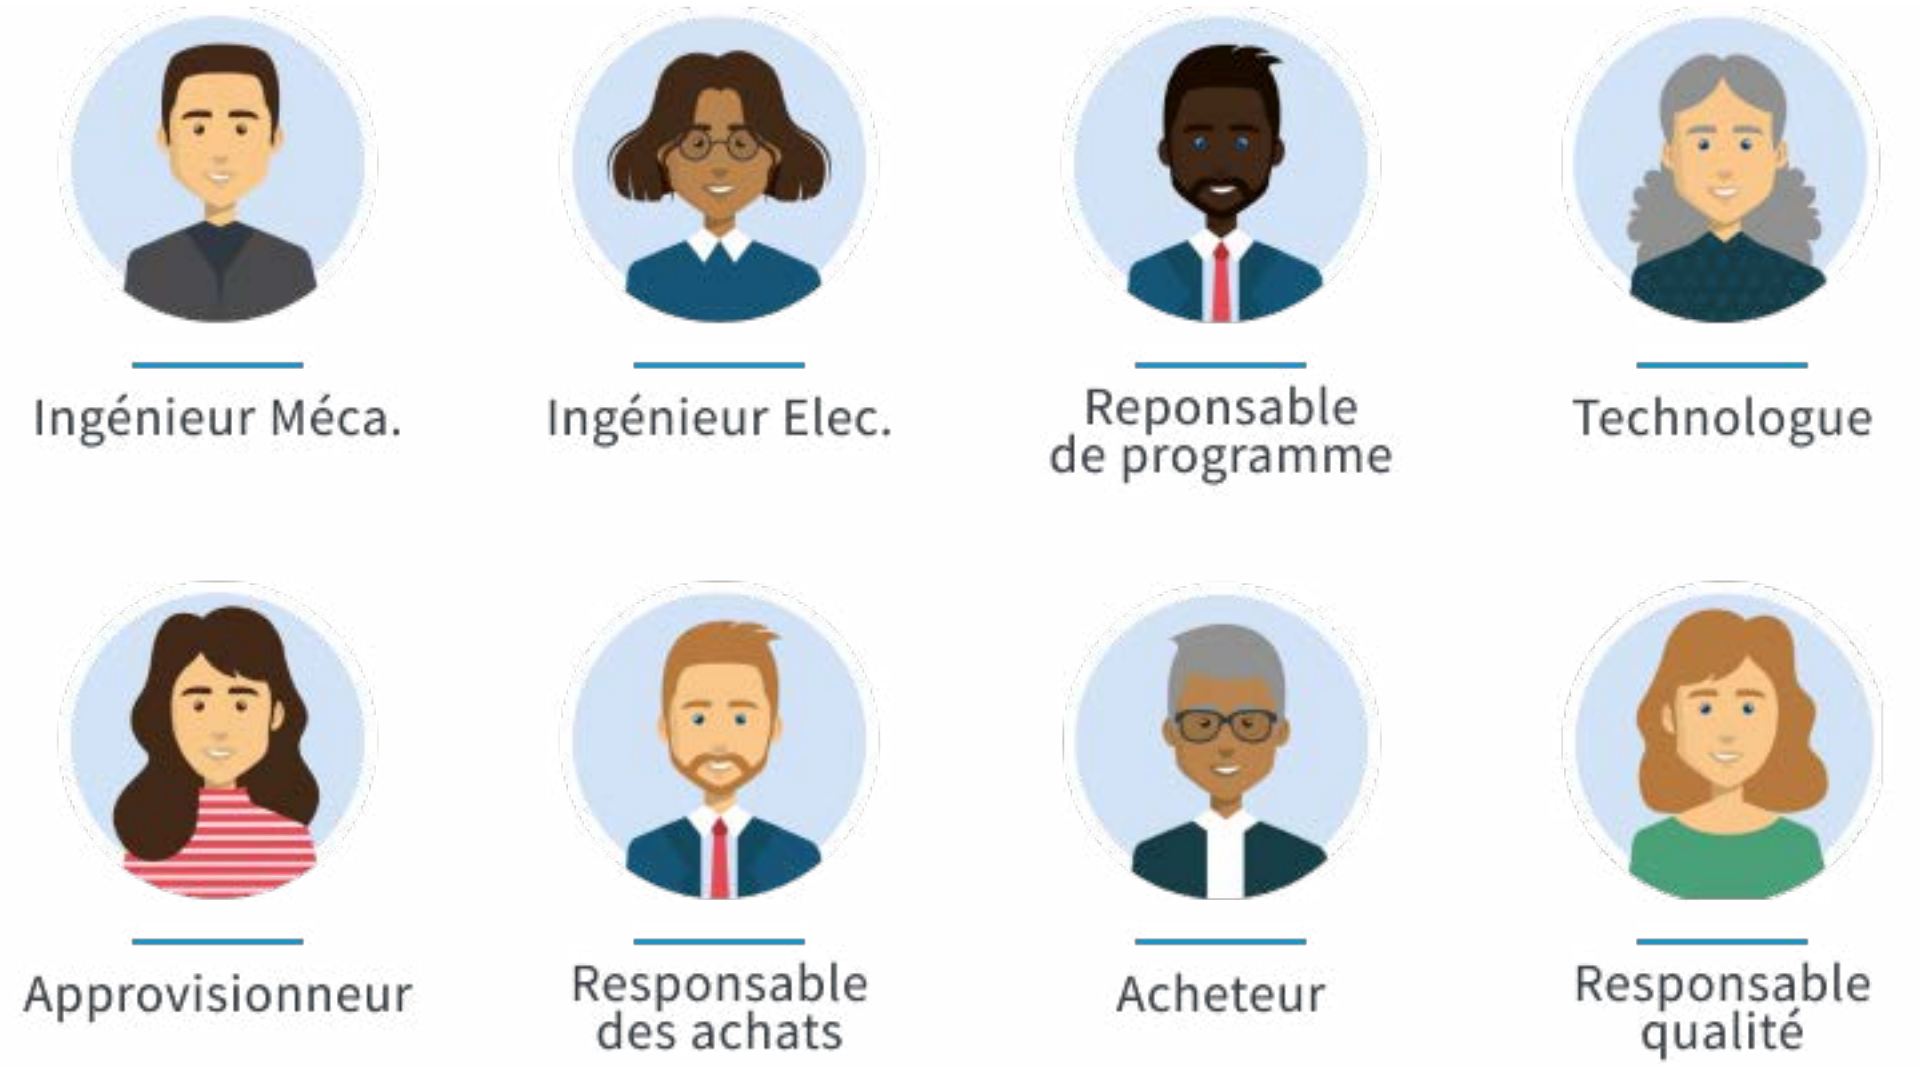 Ingénieur Méca.
Ingénieur Elec.
Reponsable
de programme
Technologue
Approvisionneur
Responsable
des achats
Acheteur
Responsable
qualité